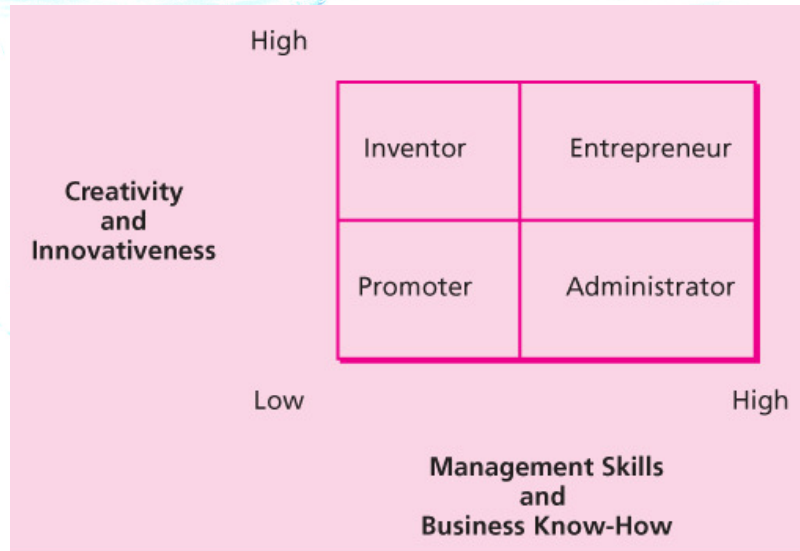 High
Inventor
Entrepreneur
Creativity
and
Innovativeness
Promoter
Administrator
Low
High
Management Skills
and
Business Know-How